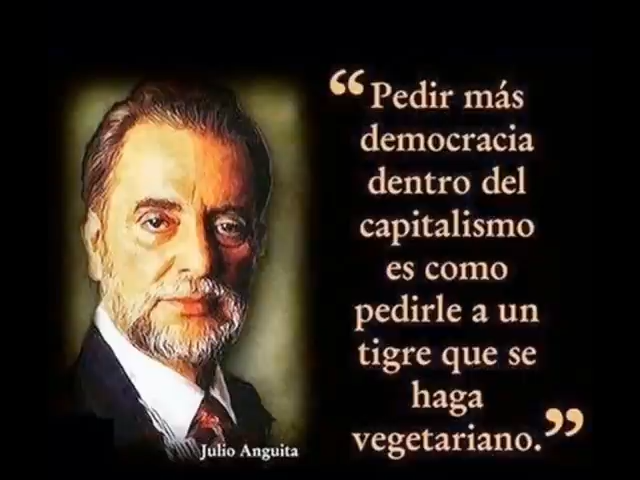 “Pedir más
democracia
dentro del
capitalismo
es como
pedirle a un
tigre que se
haga
vegetariano.”
Julio Anguita